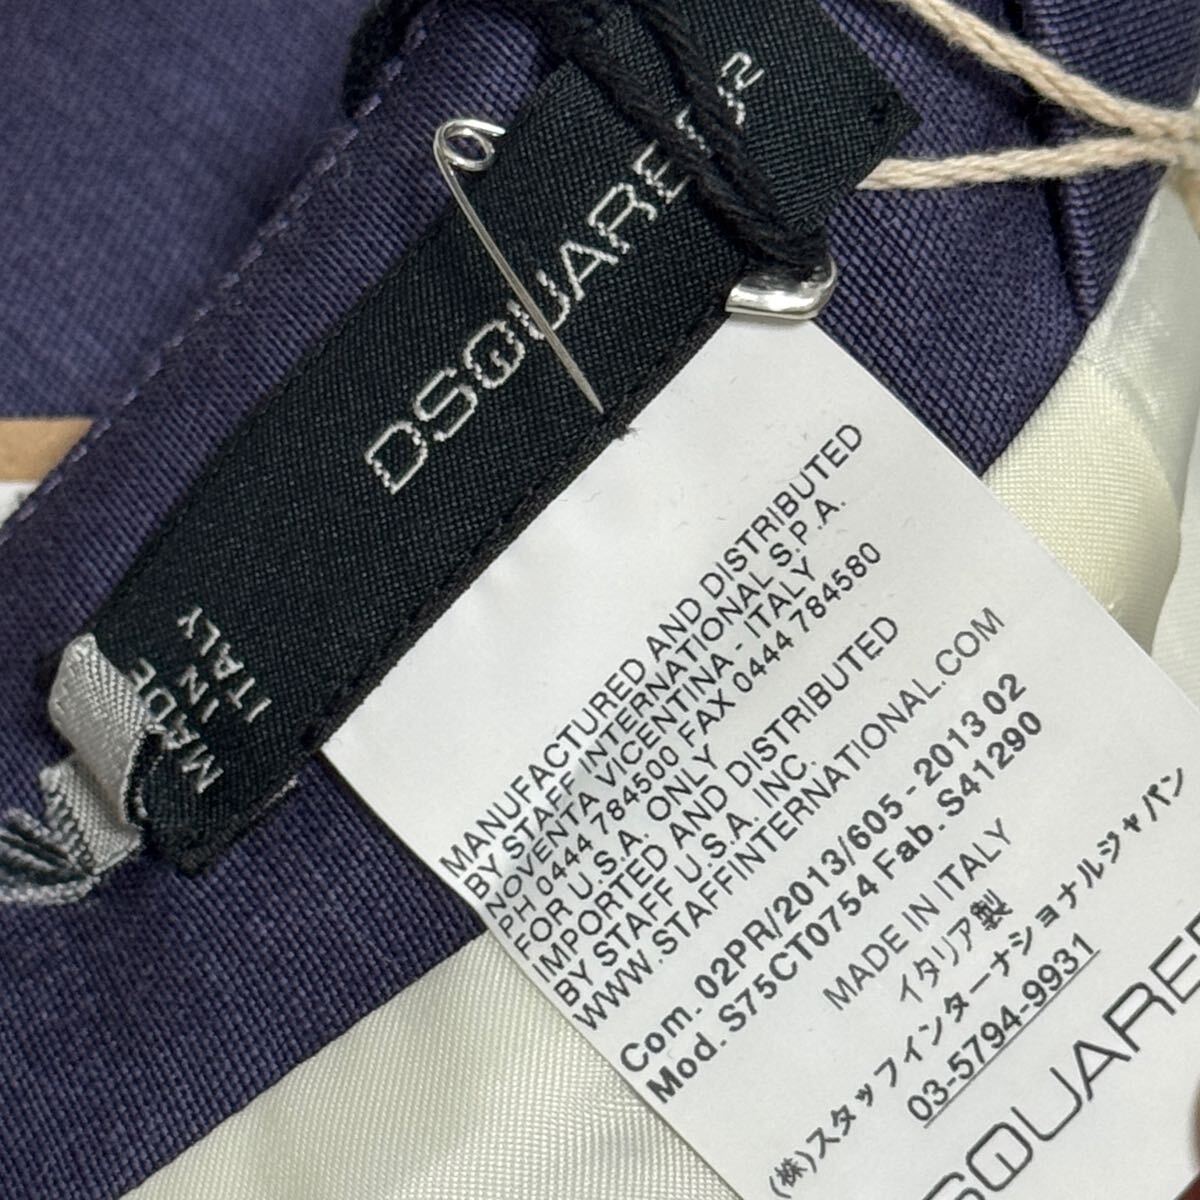 DSQUARED2
MADE
IN
ITALY
MANUFACTURED AND DISTRIBUTED
BY STAFF INTERNATIONAL S.P.A.
NOVENTA VICENTINA - ITALY
PH 0444 784500 FAX 0444 784580
FOR U.S.A. ONLY
IMPORTED AND DISTRIBUTED
BY STAFF U.S.A. INC.
WWW.STAFFINTERNATIONAL.COM
Com. 02PR/2013/605 - 2013 02
Mod. S75CT0754 Fab. S41290
MADE IN ITALY
イタリア製
(株)スタッフインターナショナルジャパン
03-5794-9931
SQUARE